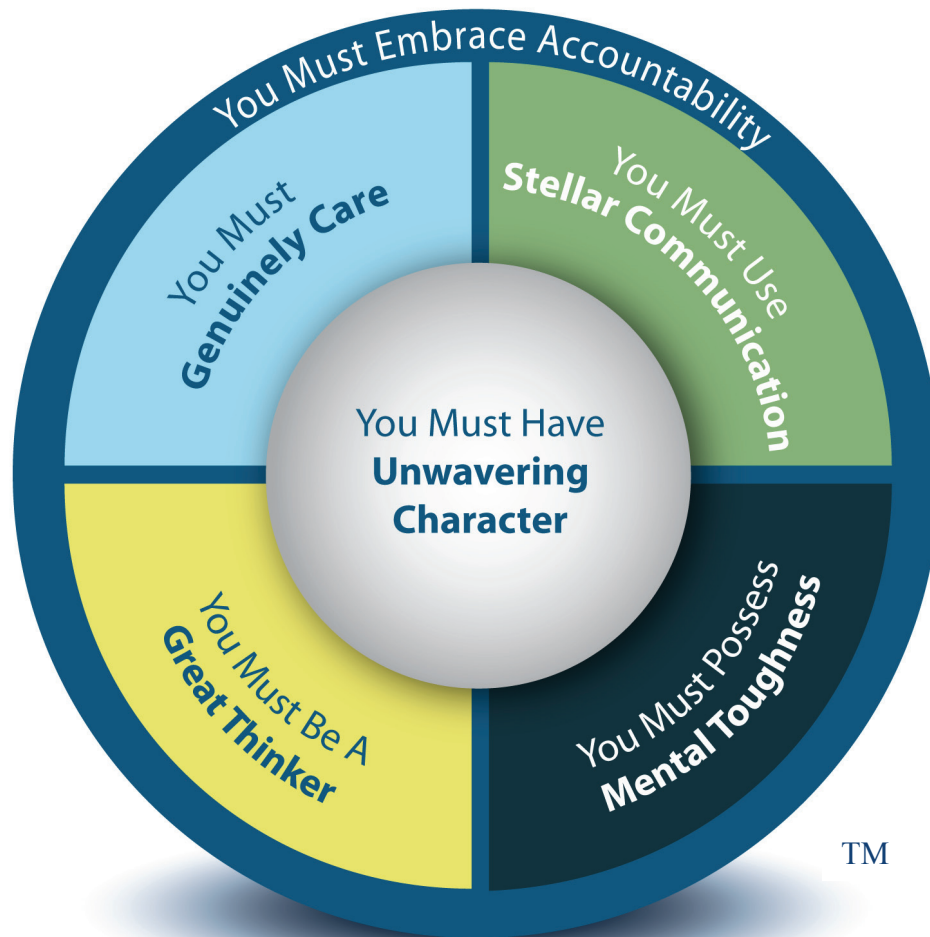 You Must Embrace Accountability
You Must
Genuinely Care
You Must Use
Stellar Communication
You Must Have
Unwavering
Character
You Must Be A
Great Thinker
You Must Possess
Mental Toughness
TM